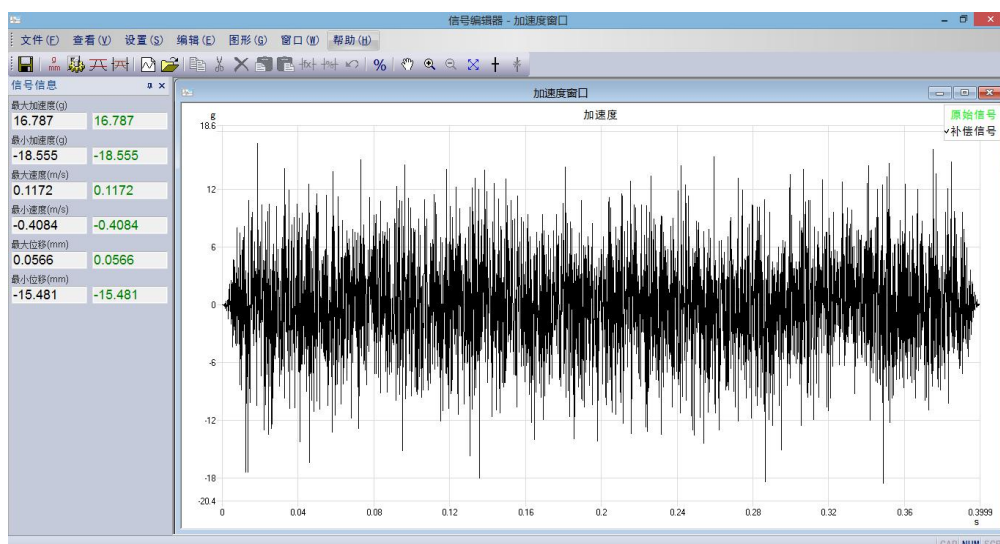 信号编辑器 - 加速度窗口
文件(F) 查看(V) 设置(S) 编辑(E) 图形(G) 窗口(W) 帮助(H)
信号信息
最大加速度(g)
16.787 16.787
最小加速度(g)
-18.555 -18.555
最大速度(m/s)
0.1172 0.1172
最小速度(m/s)
-0.4084 -0.4084
最大位移(mm)
0.0566 0.0566
最小位移(mm)
-15.481 -15.481
加速度窗口
加速度
原始信号
✓补偿信号
g
18.6
12
6
0
-6
-12
-18
-20.4
0 0.04 0.08 0.12 0.16 0.2 0.24 0.28 0.32 0.36 0.3999
s
NUM